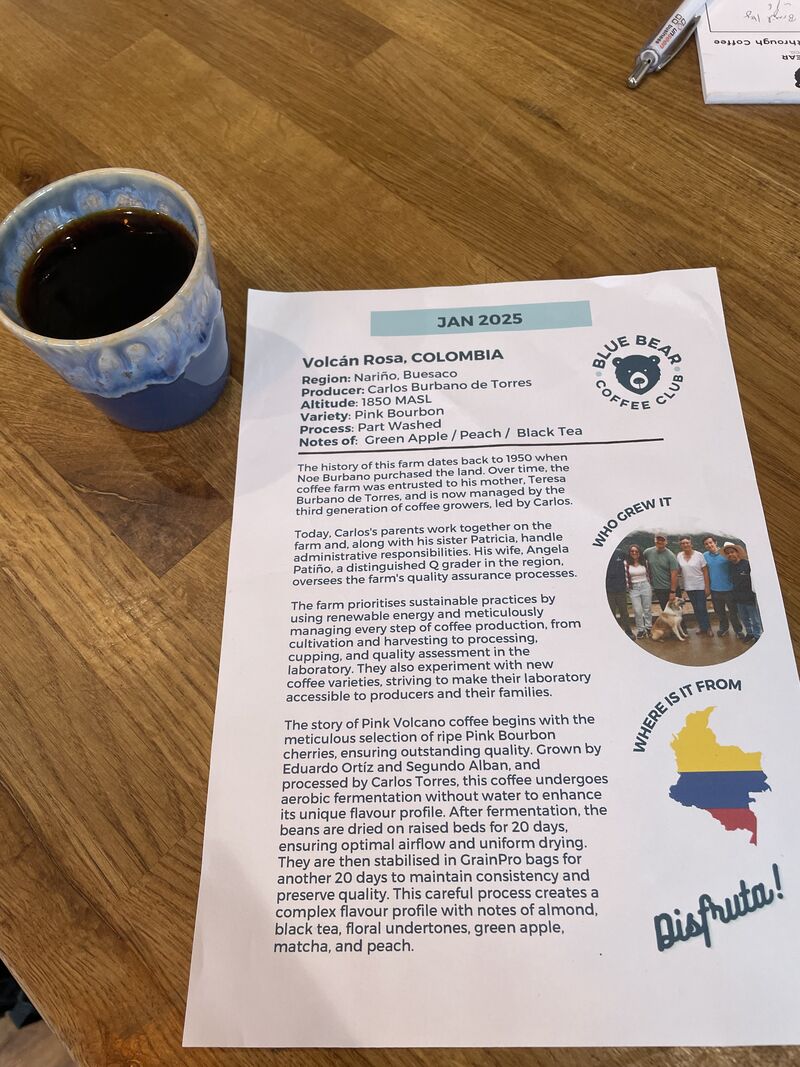 JAN 2025
Volcán Rosa, COLOMBIA
Region: Nariño, Buesaco
Producer: Carlos Burbano de Torres
Altitude: 1850 MASL
Variety: Pink Bourbon
Process: Part Washed
Notes of: Green Apple / Peach / Black Tea
BLUE BEAR
COFFEE CLUB
The history of this farm dates back to 1950 when
Noe Burbano purchased the land. Over time, the
coffee farm was entrusted to his mother, Teresa
Burbano de Torres, and is now managed by the
third generation of coffee growers, led by Carlos.
Today, Carlos's parents work together on the
farm and, along with his sister Patricia, handle
administrative responsibilities. His wife, Angela
Patiño, a distinguished Q grader in the region,
oversees the farm's quality assurance processes.
The farm prioritises sustainable practices by
using renewable energy and meticulously
managing every step of coffee production, from
cultivation and harvesting to processing,
cupping, and quality assessment in the
laboratory. They also experiment with new
coffee varieties, striving to make their laboratory
accessible to producers and their families.
The story of Pink Volcano coffee begins with the
meticulous selection of ripe Pink Bourbon
cherries, ensuring outstanding quality. Grown by
Eduardo Ortíz and Segundo Alban, and
processed by Carlos Torres, this coffee undergoes
aerobic fermentation without water to enhance
its unique flavour profile. After fermentation, the
beans are dried on raised beds for 20 days,
ensuring optimal airflow and uniform drying.
They are then stabilised in GrainPro bags for
another 20 days to maintain consistency and
preserve quality. This careful process creates a
complex flavour profile with notes of almond,
black tea, floral undertones, green apple,
matcha, and peach.
WHO GREW IT
WHERE IS IT FROM
Disfruta!
through Coffee
EAR